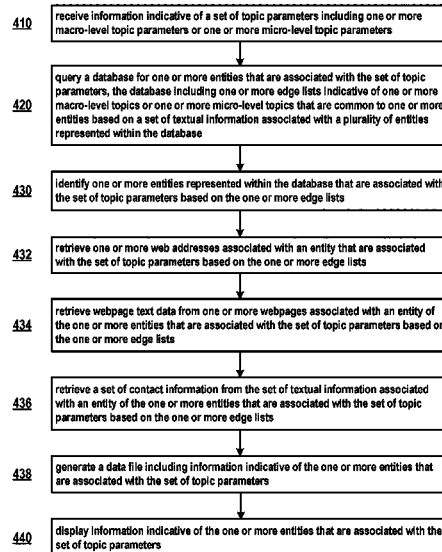 410
receive information indicative of a set of topic parameters including one or more
macro-level topic parameters or one or more micro-level topic parameters
420
query a database for one or more entities that are associated with the set of topic
parameters, the database including one or more edge lists indicative of one or more
macro-level topics or one or more micro-level topics that are common to one or more
entities based on a set of textual information associated with a plurality of entities
represented within the database
430
identify one or more entities represented within the database that are associated with
the set of topic parameters based on the one or more edge lists
432
retrieve one or more web addresses associated with an entity that are associated
with the set of topic parameters based on the one or more edge lists
434
retrieve webpage text data from one or more webpages associated with an entity of
the one or more entities that are associated with the set of topic parameters based on
the one or more edge lists
436
retrieve a set of contact information from the set of textual information associated
with an entity of the one or more entities that are associated with the set of topic
parameters based on the one or more edge lists
438
generate a data file including information indicative of the one or more entities that
are associated with the set of topic parameters
440
display information indicative of the one or more entities that are associated with the
set of topic parameters